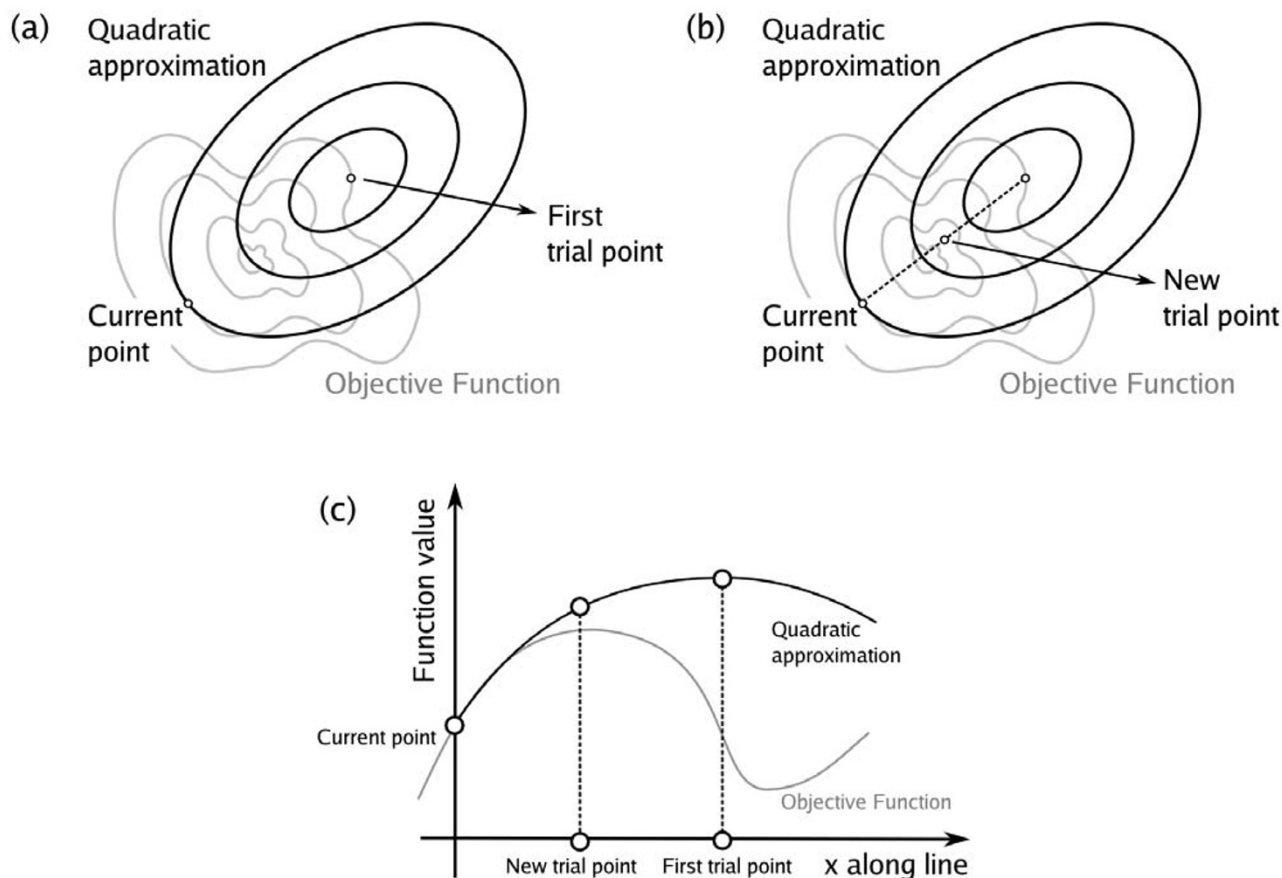 (a)
Quadratic
approximation
First
trial point
Current
point
Objective Function
(b)
Quadratic
approximation
New
trial point
Current
point
Objective Function
(c)
Function value
Quadratic
approximation
Current point
Objective Function
New trial point
First trial point
x along line